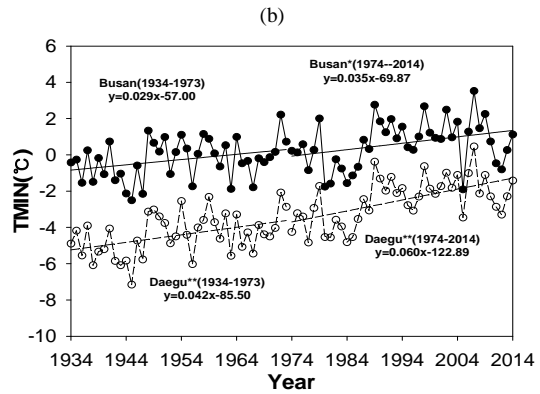 (b)
6
4
2
0
-2
-4
-6
-8
-10
TMIN(℃)
Busan(1934-1973)
y=0.029x-57.00
Busan*(1974--2014)
y=0.035x-69.87
Daegu**(1934-1973)
y=0.042x-85.50
Daegu**(1974-2014)
y=0.060x-122.89
1934 1944 1954 1964 1974 1984 1994 2004 2014
Year